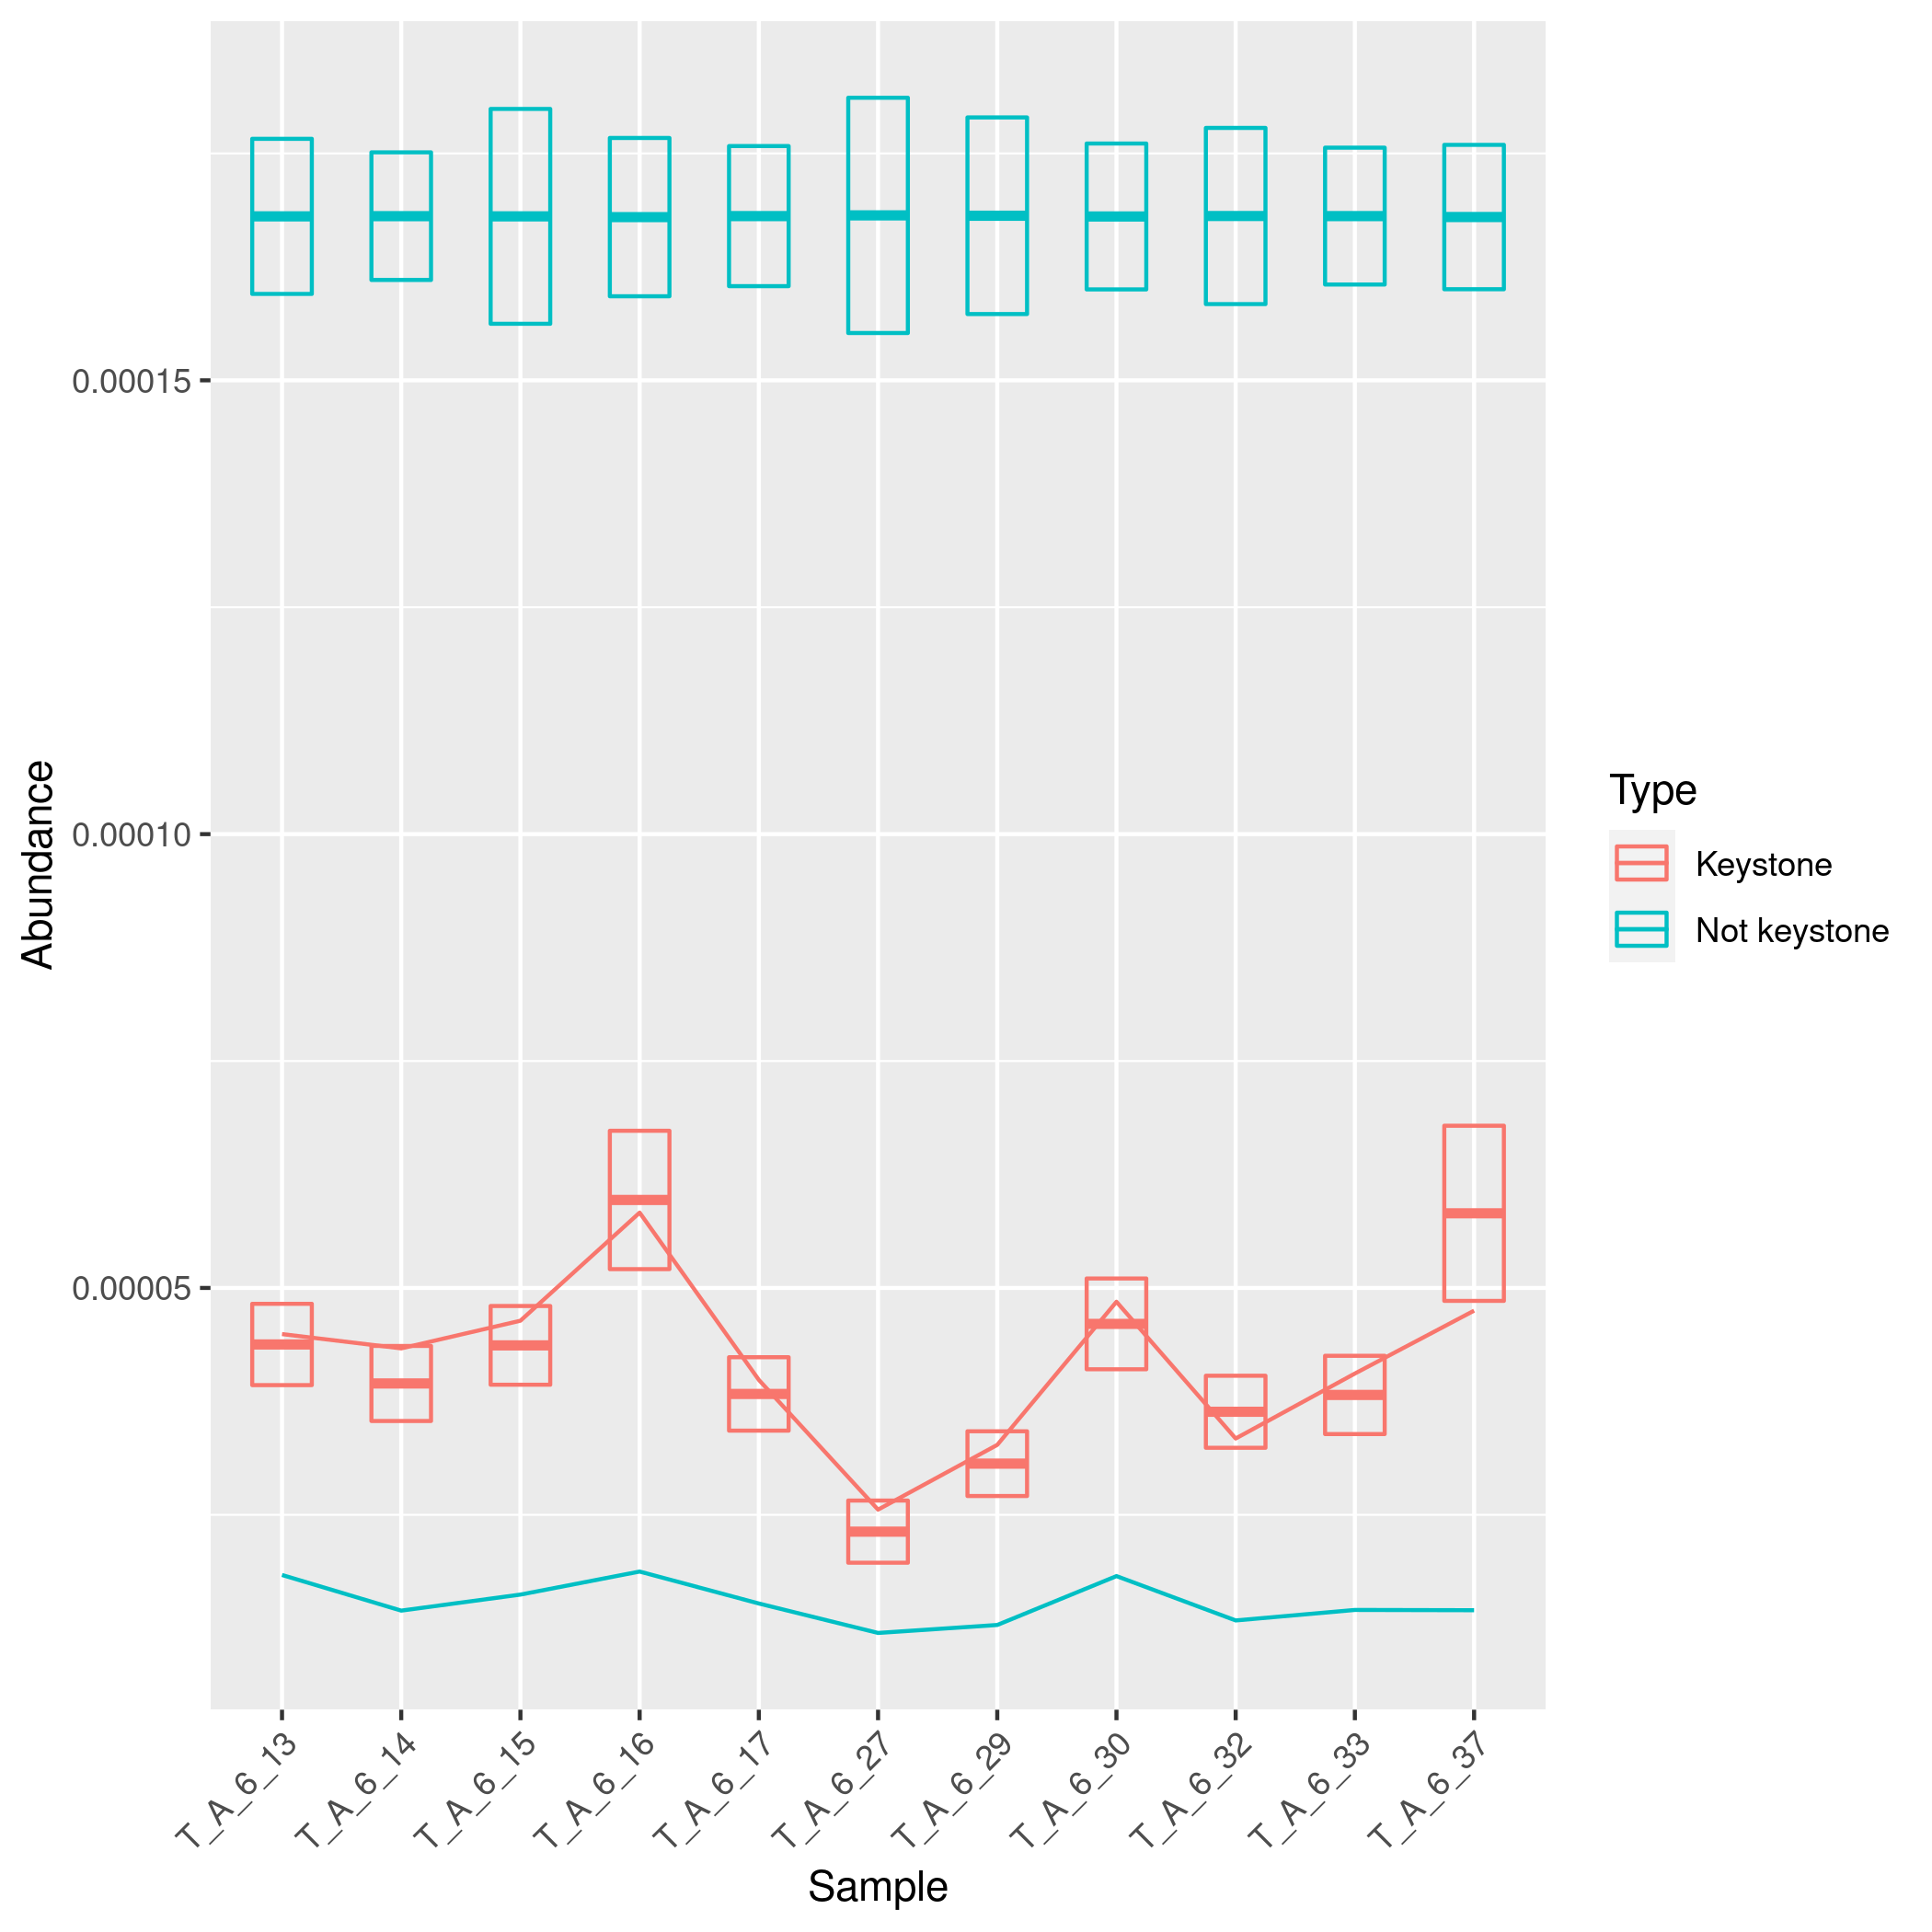 Abundance
0.00015
0.00010
0.00005
T_A_6_13
T_A_6_14
T_A_6_15
T_A_6_16
T_A_6_17
T_A_6_27
T_A_6_29
T_A_6_30
T_A_6_32
T_A_6_33
T_A_6_37
Sample
Type
Keystone
Not keystone